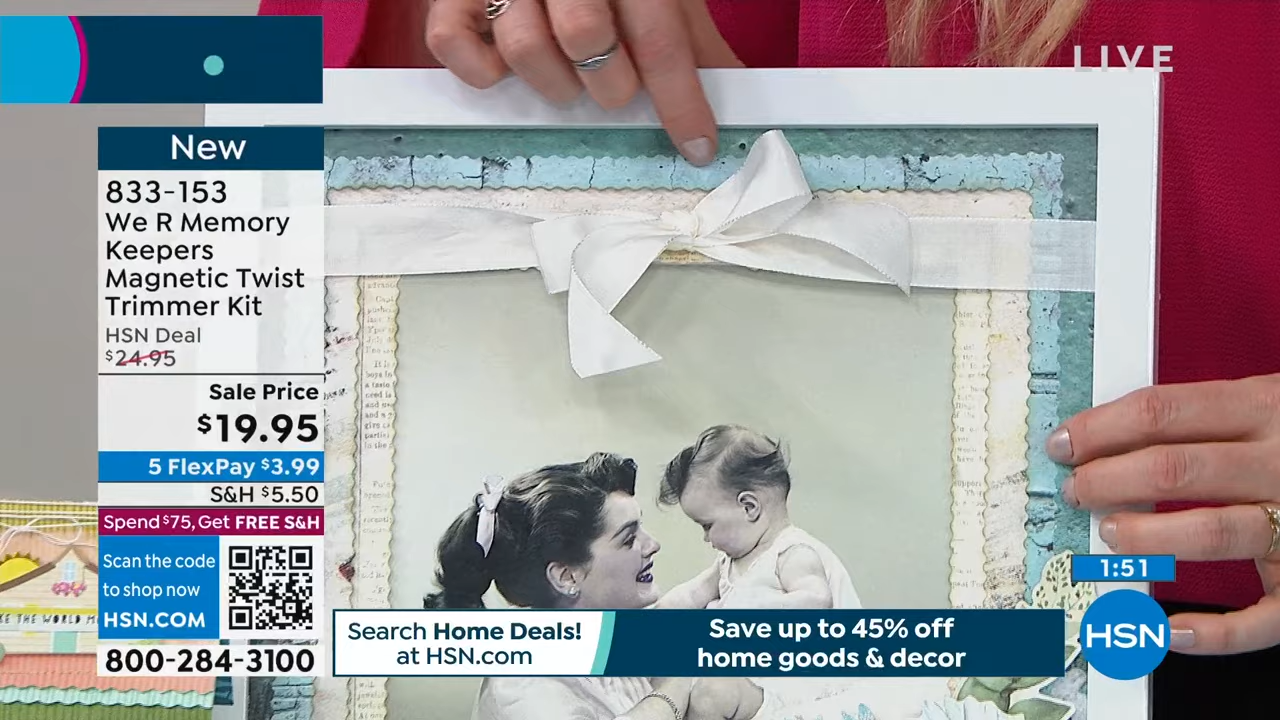 LIVE
New
833-153
We R Memory
Keepers
Magnetic Twist
Trimmer Kit
HSN Deal
$24.95
Sale Price
$19.95
5 FlexPay $3.99
S&H $5.50
Spend $75, Get FREE S&H
Scan the code
to shop now
HSN.COM
800-284-3100
Search Home Deals!
at HSN.com
Save up to 45% off
home goods & decor
1:51
HSN
THE WORLD